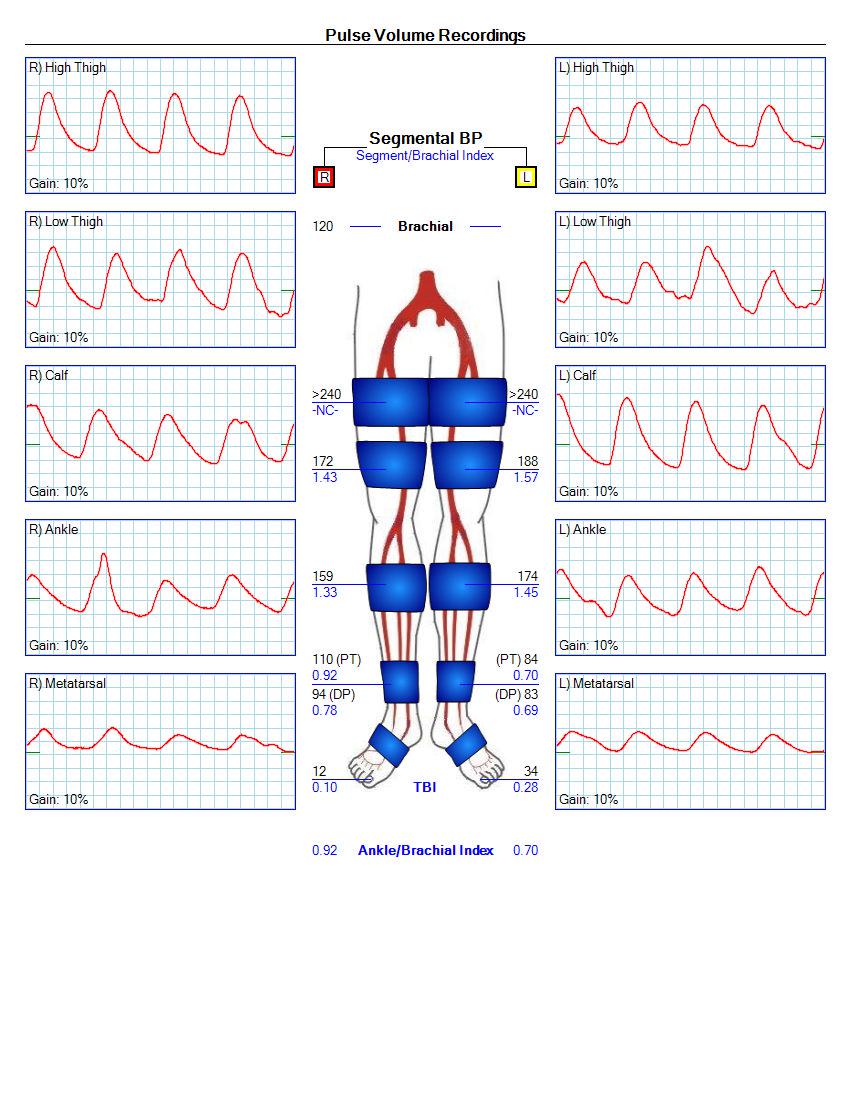 Pulse Volume Recordings
R) High Thigh
Gain: 10%
L) High Thigh
Gain: 10%
Segmental BP
Segment/Brachial Index
R
L
R) Low Thigh
Gain: 10%
L) Low Thigh
Gain: 10%
120 Brachial
R) Calf
Gain: 10%
L) Calf
Gain: 10%
>240 >240
-NC- -NC-
172 188
1.43 1.57
R) Ankle
Gain: 10%
L) Ankle
Gain: 10%
159 174
1.33 1.45
110 (PT) (PT) 84
0.92 0.70
94 (DP) (DP) 83
0.78 0.69
R) Metatarsal
Gain: 10%
L) Metatarsal
Gain: 10%
12 34
0.10 TBI 0.28
0.92 Ankle/Brachial Index 0.70